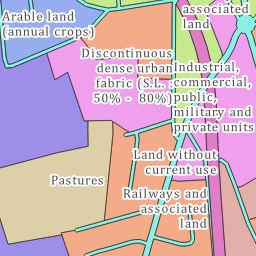 associated
land
Arable land
(annual crops)
Discontinuous
dense urban
fabric (S.L. :
50% - 80%)
Industrial,
commercial,
public,
military and
private units
Land without
current use
Pastures
Railways and
associated
land